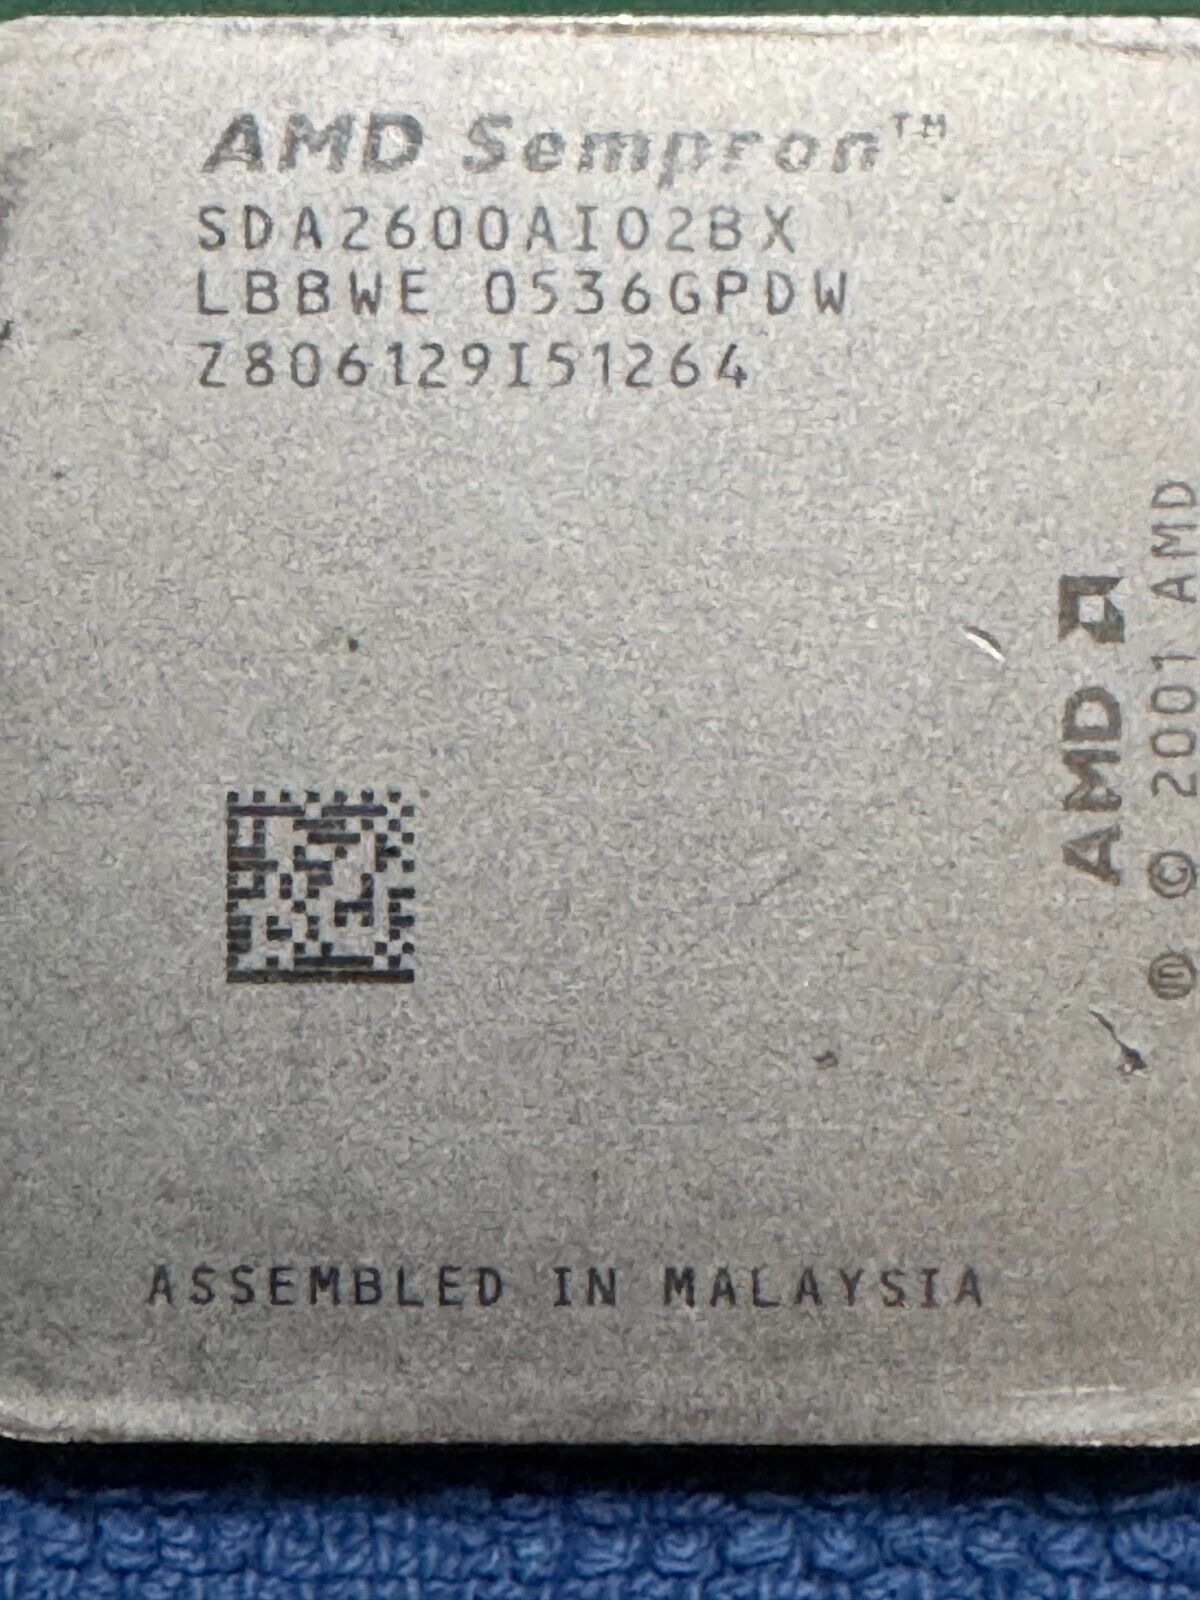 AMD Sempron™
SDA2600AIO2BX
LBBWE 0536GPDW
Z806129I51264
AMD
ⓜ © 2001 AMD
ASSEMBLED IN MALAYSIA